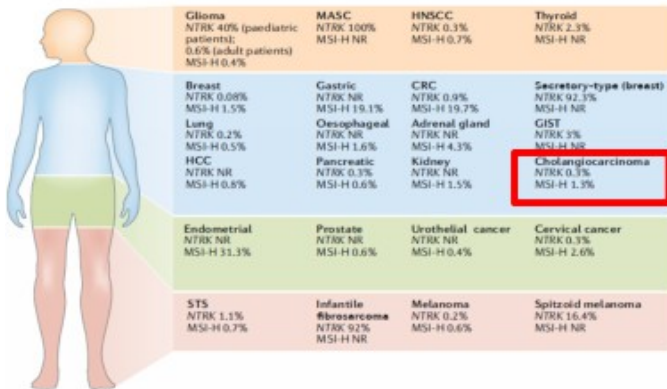 Glioma
NTRK 40% (paediatric
patients);
0.6% (adult patients)
MSI-H 0.4%
MASC
NTRK 100%
MSI-H NR
HNSCC
NTRK 0.3%
MSI-H 0.7%
Thyroid
NTRK 2.3%
MSI-H NR
Breast
NTRK 0.08%
MSI-H 1.5%
Gastric
NTRK NR
MSI-H 19.1%
CRC
NTRK 0.9%
MSI-H 19.7%
Secretory-type (breast)
NTRK 92.3%
MSI-H NR
Lung
NTRK 0.2%
MSI-H 0.5%
Oesophageal
NTRK NR
MSI-H 1.6%
Adrenal gland
NTRK NR
MSI-H 4.3%
GIST
NTRK 3%
MSI-H NR
HCC
NTRK NR
MSI-H 0.8%
Pancreatic
NTRK 0.3%
MSI-H 0.6%
Kidney
NTRK NR
MSI-H 1.5%
Cholangiocarcinoma
NTRK 0.3%
MSI-H 1.3%
Endometrial
NTRK NR
MSI-H 31.3%
Prostate
NTRK NR
MSI-H 0.6%
Urothelial cancer
NTRK NR
MSI-H 0.4%
Cervical cancer
NTRK 0.3%
MSI-H 2.6%
STS
NTRK 1.1%
MSI-H 0.7%
Infantile
fibrosarcoma
NTRK 92%
MSI-H NR
Melanoma
NTRK 0.2%
MSI-H 0.6%
Spitzoid melanoma
NTRK 16.4%
MSI-H NR